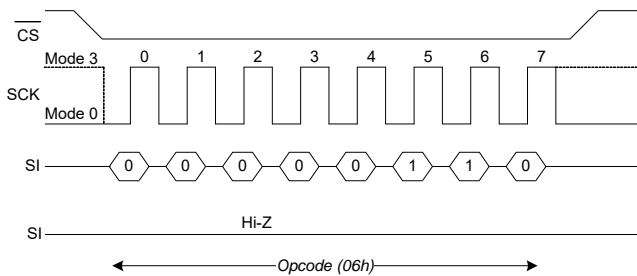 CS
Mode 3
0 1 2 3 4 5 6 7
SCK
Mode 0
SI 0 0 0 0 0 1 1 0
Hi-Z
SI
Opcode (06h)